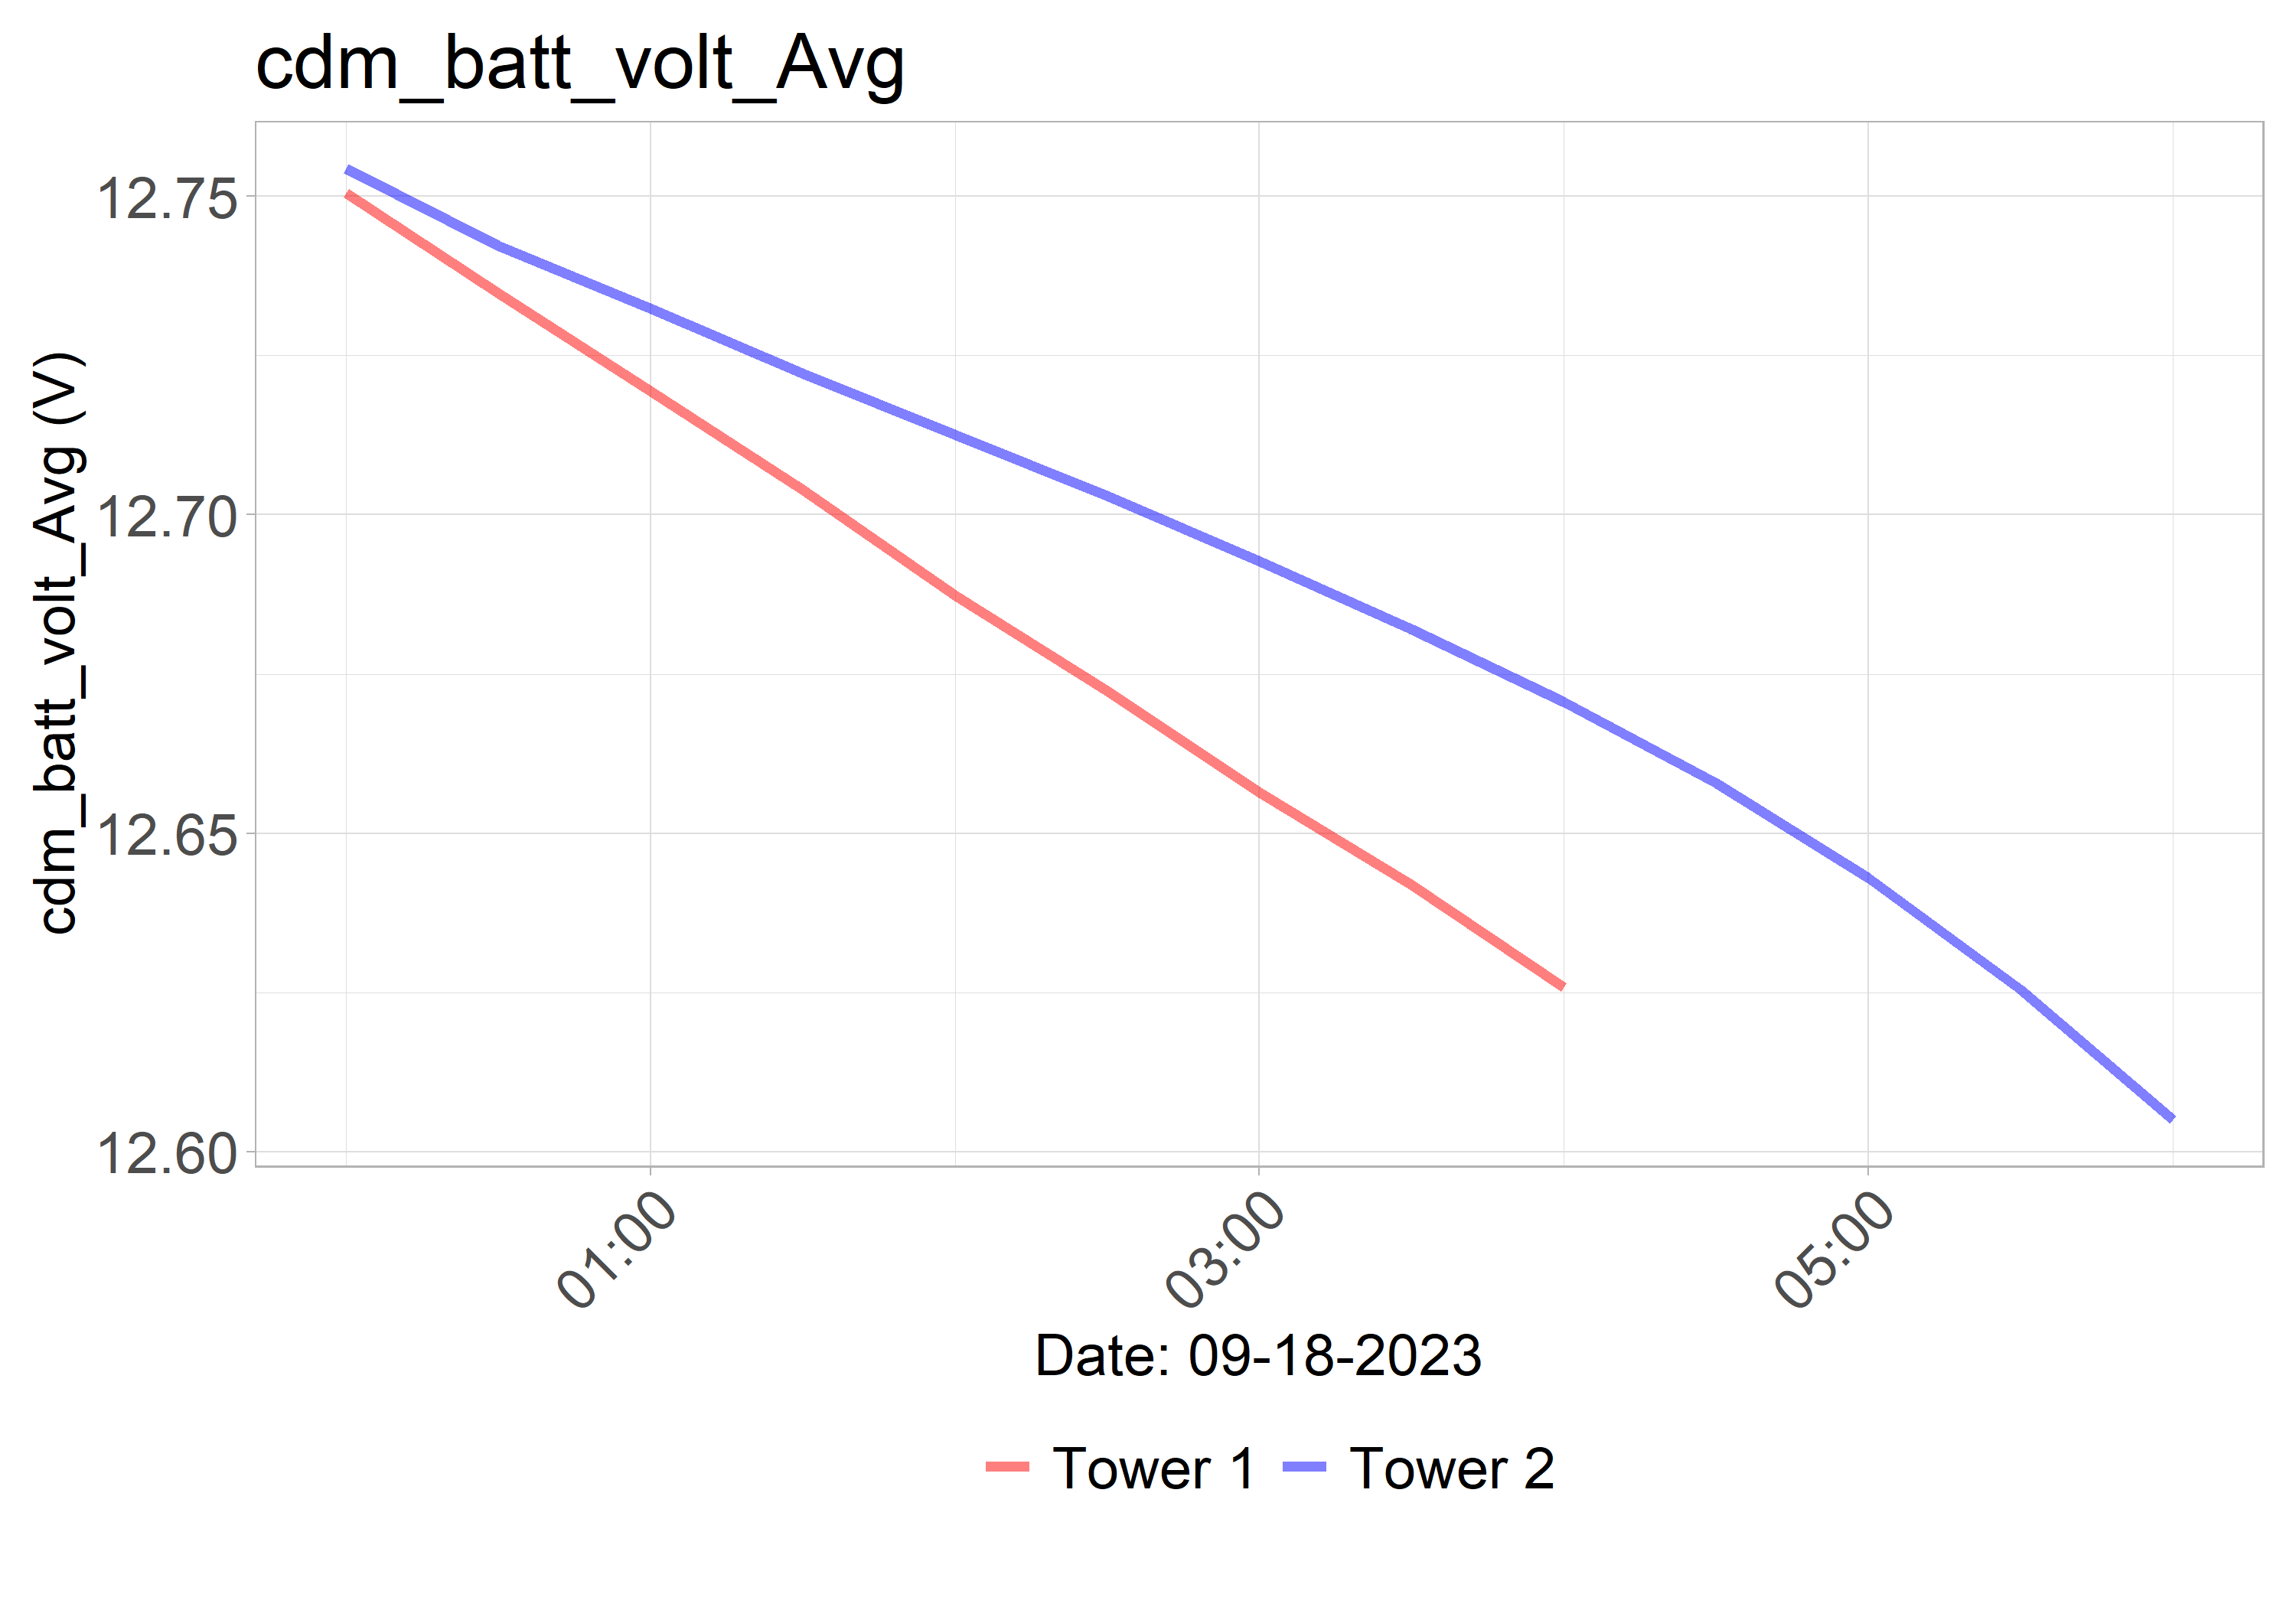 cdm_batt_volt_Avg
cdm_batt_volt_Avg (V)
12.75
12.70
12.65
12.60
01:00
03:00
05:00
Date: 09-18-2023
Tower 1
Tower 2